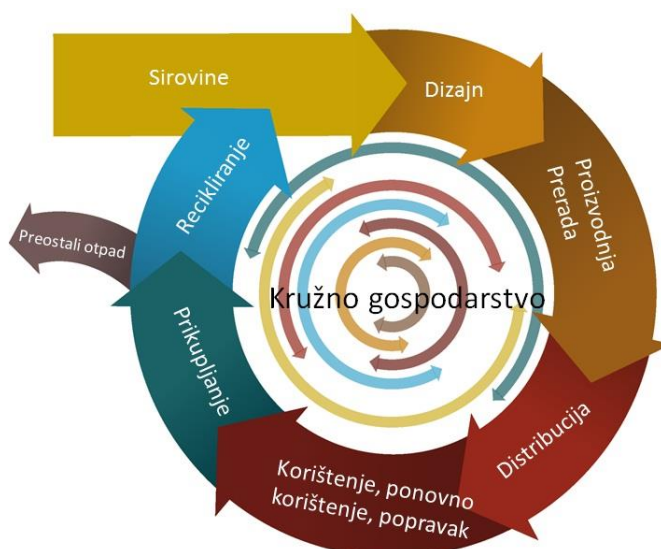 Sirovine
Dizajn
Proizvodnja
Prerada
Distribucija
Korištenje, ponovno
korištenje, popravak
Prikupljanje
Recikliranje
Preostali otpad
Kružno gospodarstvo